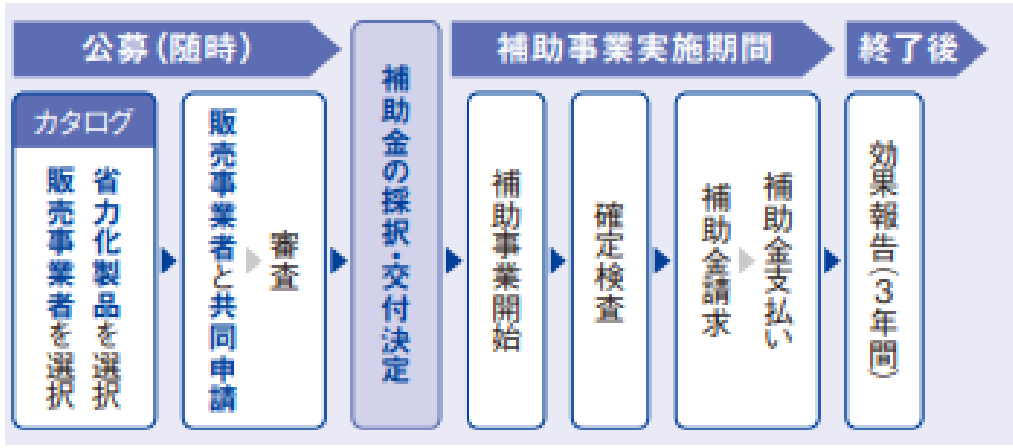 公募(随時)
補助事業実施期間
終了後
カタログ
省力化製品を選択
販売事業者を選択
販売事業者と共同申請
審査
補助金の採択・交付決定
補助事業開始
確定検査
補助金請求
補助金支払い
効果報告(3年間)